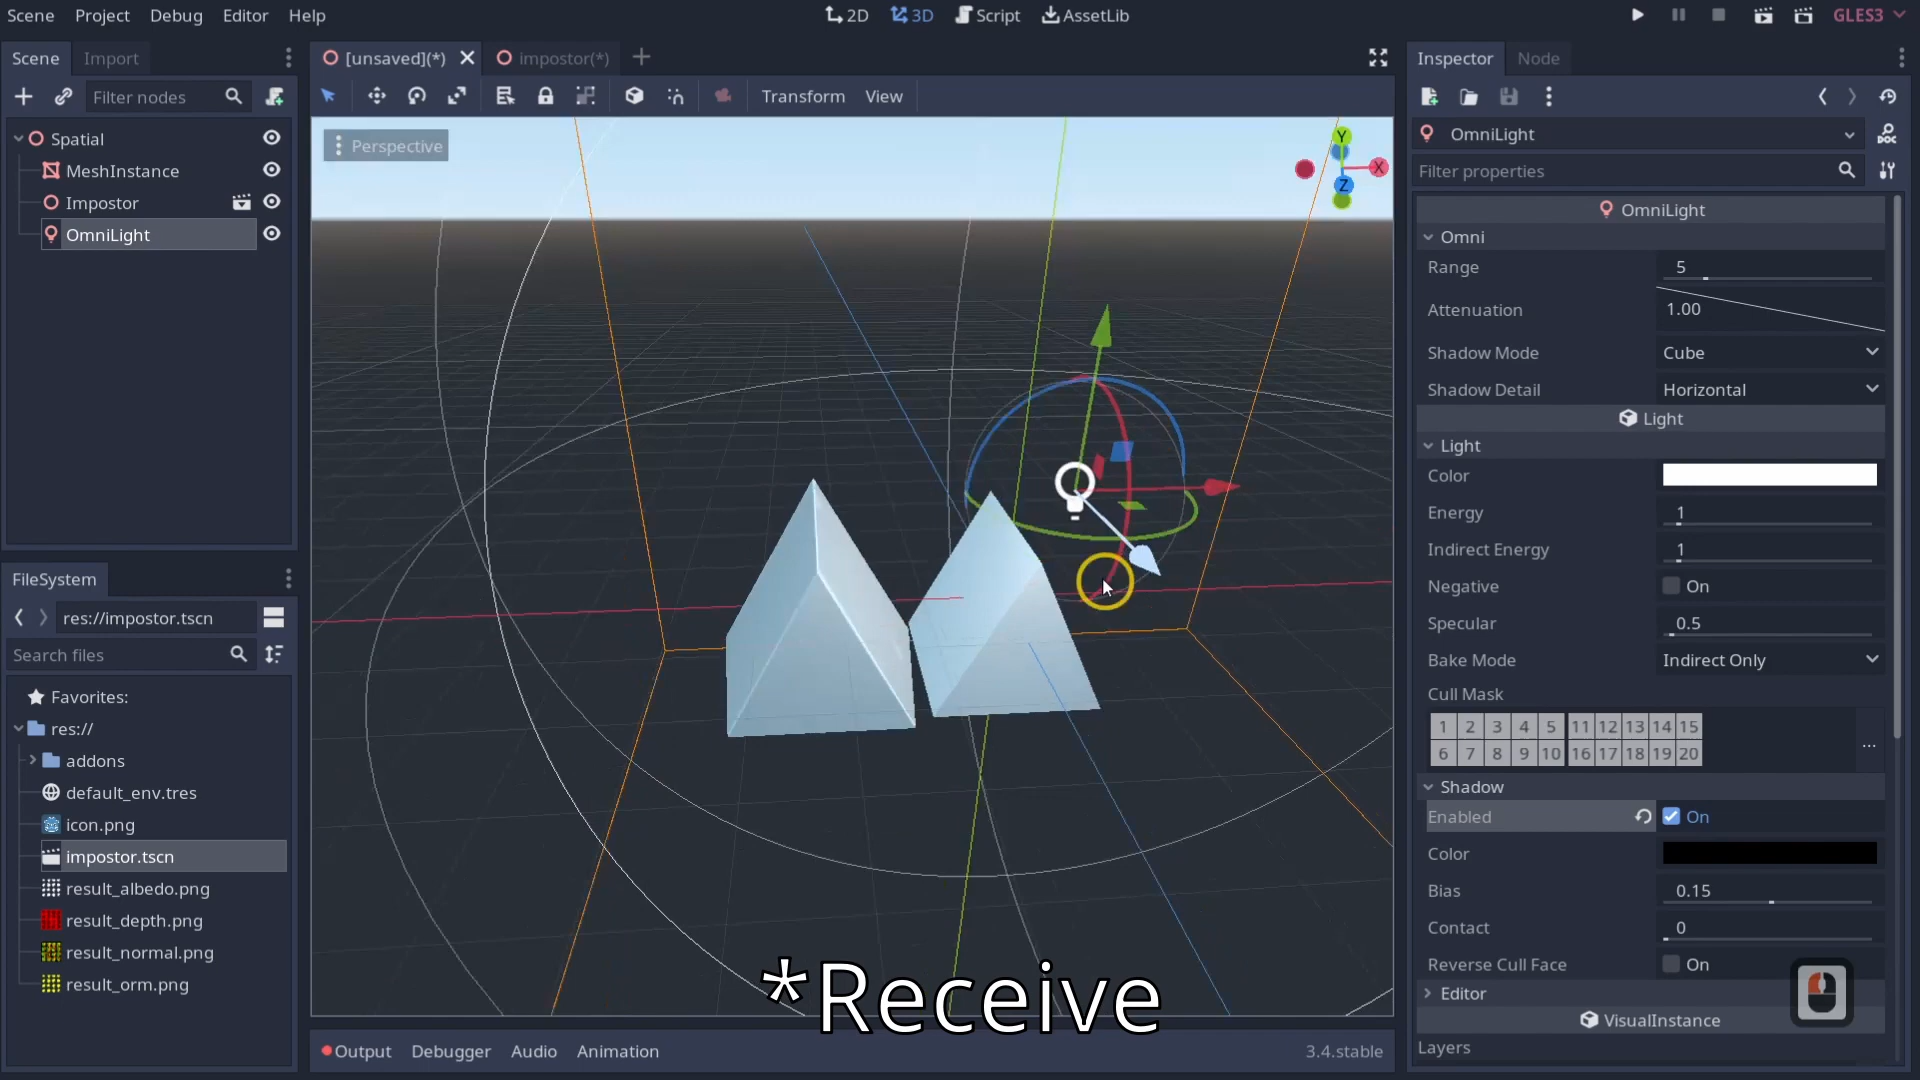 Scene Project Debug Editor Help
2D 3D Script AssetLib
GLES3
Scene Import
[unsaved](*) impostor(*)
Inspector Node
Filter nodes
Transform View
Spatial
MeshInstance
Impostor
OmniLight
Perspective
Y
X
Z
OmniLight
Filter properties
OmniLight
Omni
Range 5
Attenuation 1.00
Shadow Mode Cube
Shadow Detail Horizontal
Light
Light
Color
Energy 1
Indirect Energy 1
Negative On
Specular 0.5
Bake Mode Indirect Only
Cull Mask
1 2 3 4 5 11 12 13 14 15
6 7 8 9 10 16 17 18 19 20
Shadow
Enabled On
Color
Bias 0.15
Contact 0
Reverse Cull Face On
Editor
VisualInstance
Layers
FileSystem
res://impostor.tscn
Search files
Favorites:
res://
addons
default_env.tres
icon.png
impostor.tscn
result_albedo.png
result_depth.png
result_normal.png
result_orm.png
*Receive
Output Debugger Audio Animation 3.4.stable